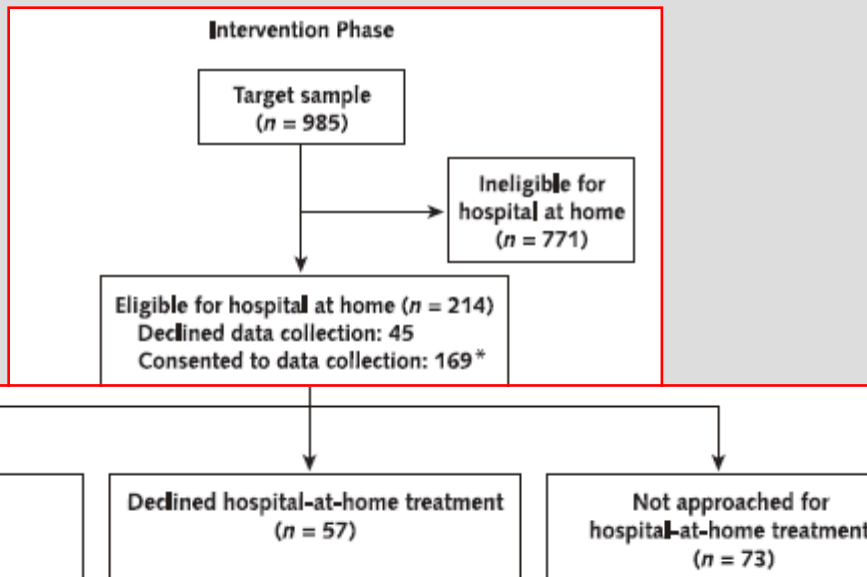 Intervention Phase
Target sample
(n = 985)
Ineligible for
hospital at home
(n = 771)
Eligible for hospital at home (n = 214)
Declined data collection: 45
Consented to data collection: 169*
Declined hospital-at-home treatment
(n = 57)
Not approached for
hospital-at-home treatment
(n = 73)